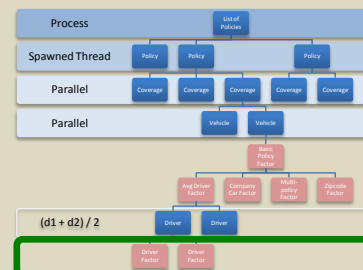 Process
List of
Policies
Spawned Thread
Policy
Policy
Policy
Parallel
Coverage
Coverage
Coverage
Coverage
Coverage
Parallel
Vehicle
Vehicle
Basic
Policy
Factor
Avg Driver
Factor
Company
Car Factor
Multi-
policy
Factor
Zipcode
Factor
(d1 + d2) / 2
Driver
Driver
Driver
Factor
Driver
Factor